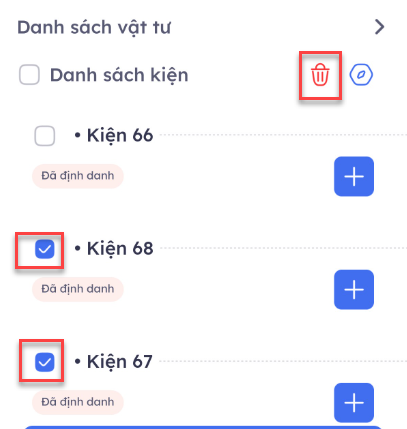 Danh sách vật tư
Danh sách kiện
• Kiện 66
Đã định danh
• Kiện 68
Đã định danh
• Kiện 67
Đã định danh